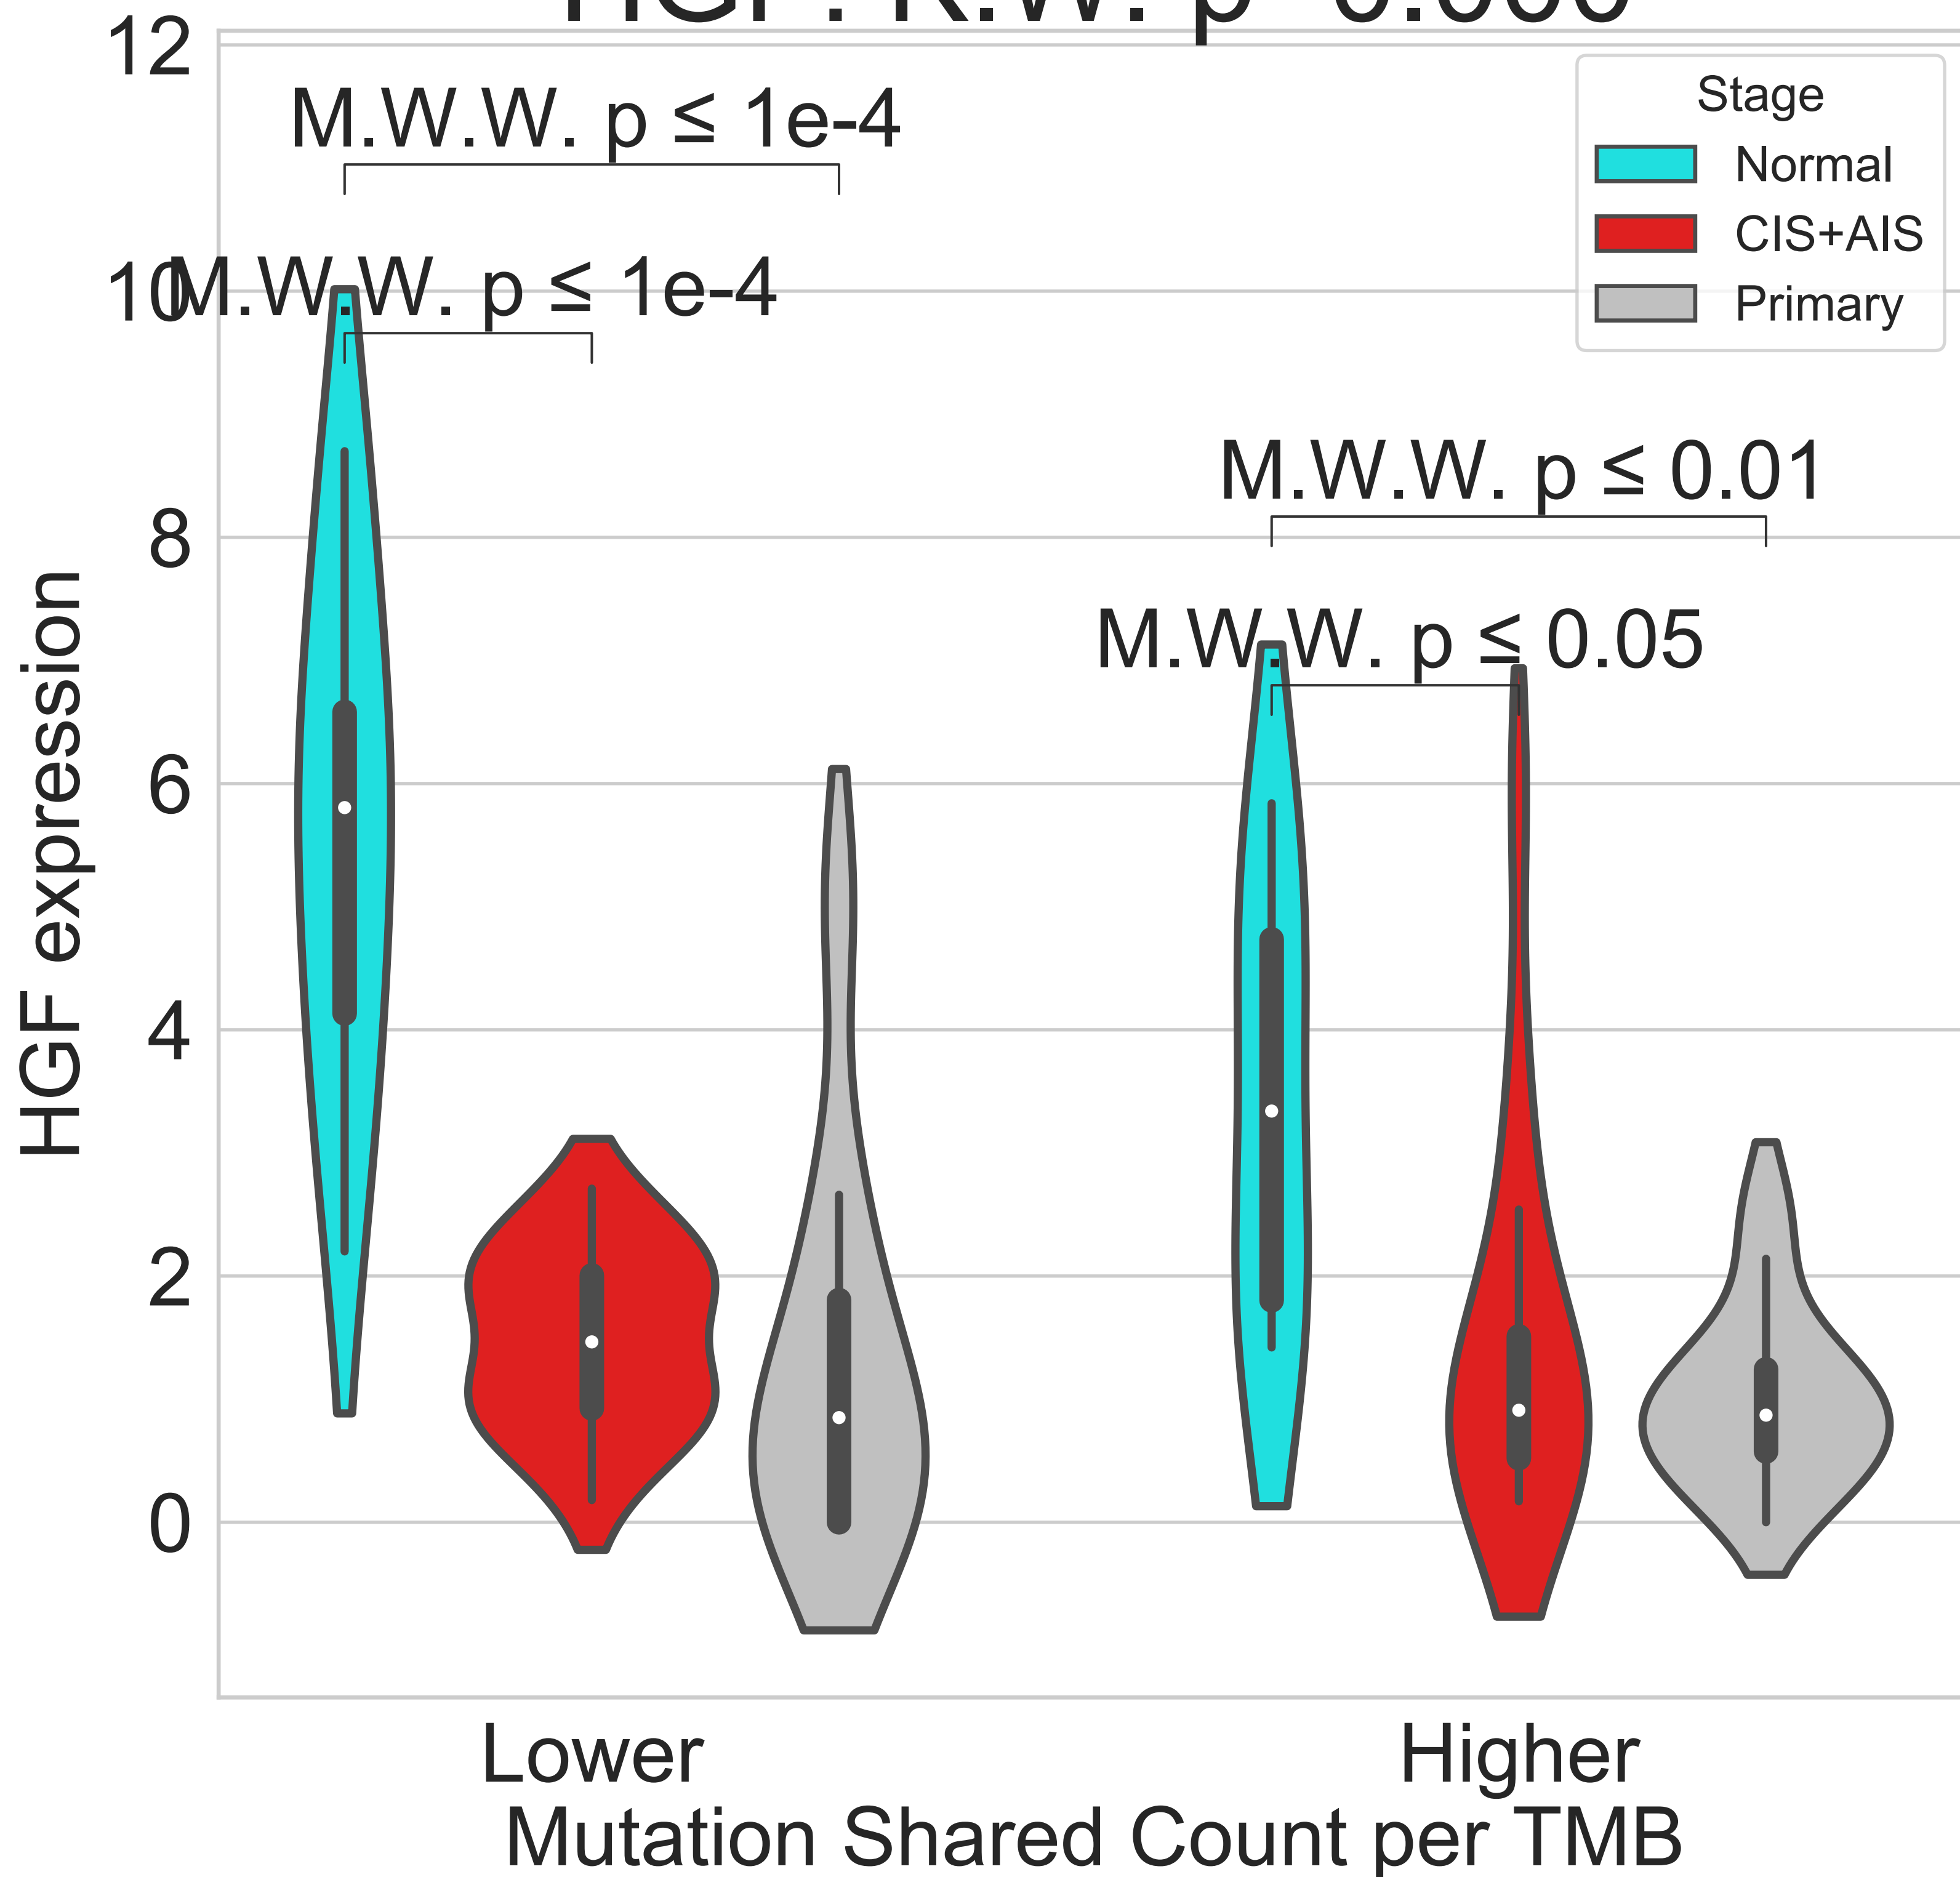 12
M.W.W. p ≤ 1e-4
Stage
Normal
CIS+AIS
Primary
10
M.W.W. p ≤ 1e-4
M.W.W. p ≤ 0.01
8
M.W.W. p ≤ 0.05
6
HGF expression
4
2
0
Lower
Higher
Mutation Shared Count per TMB